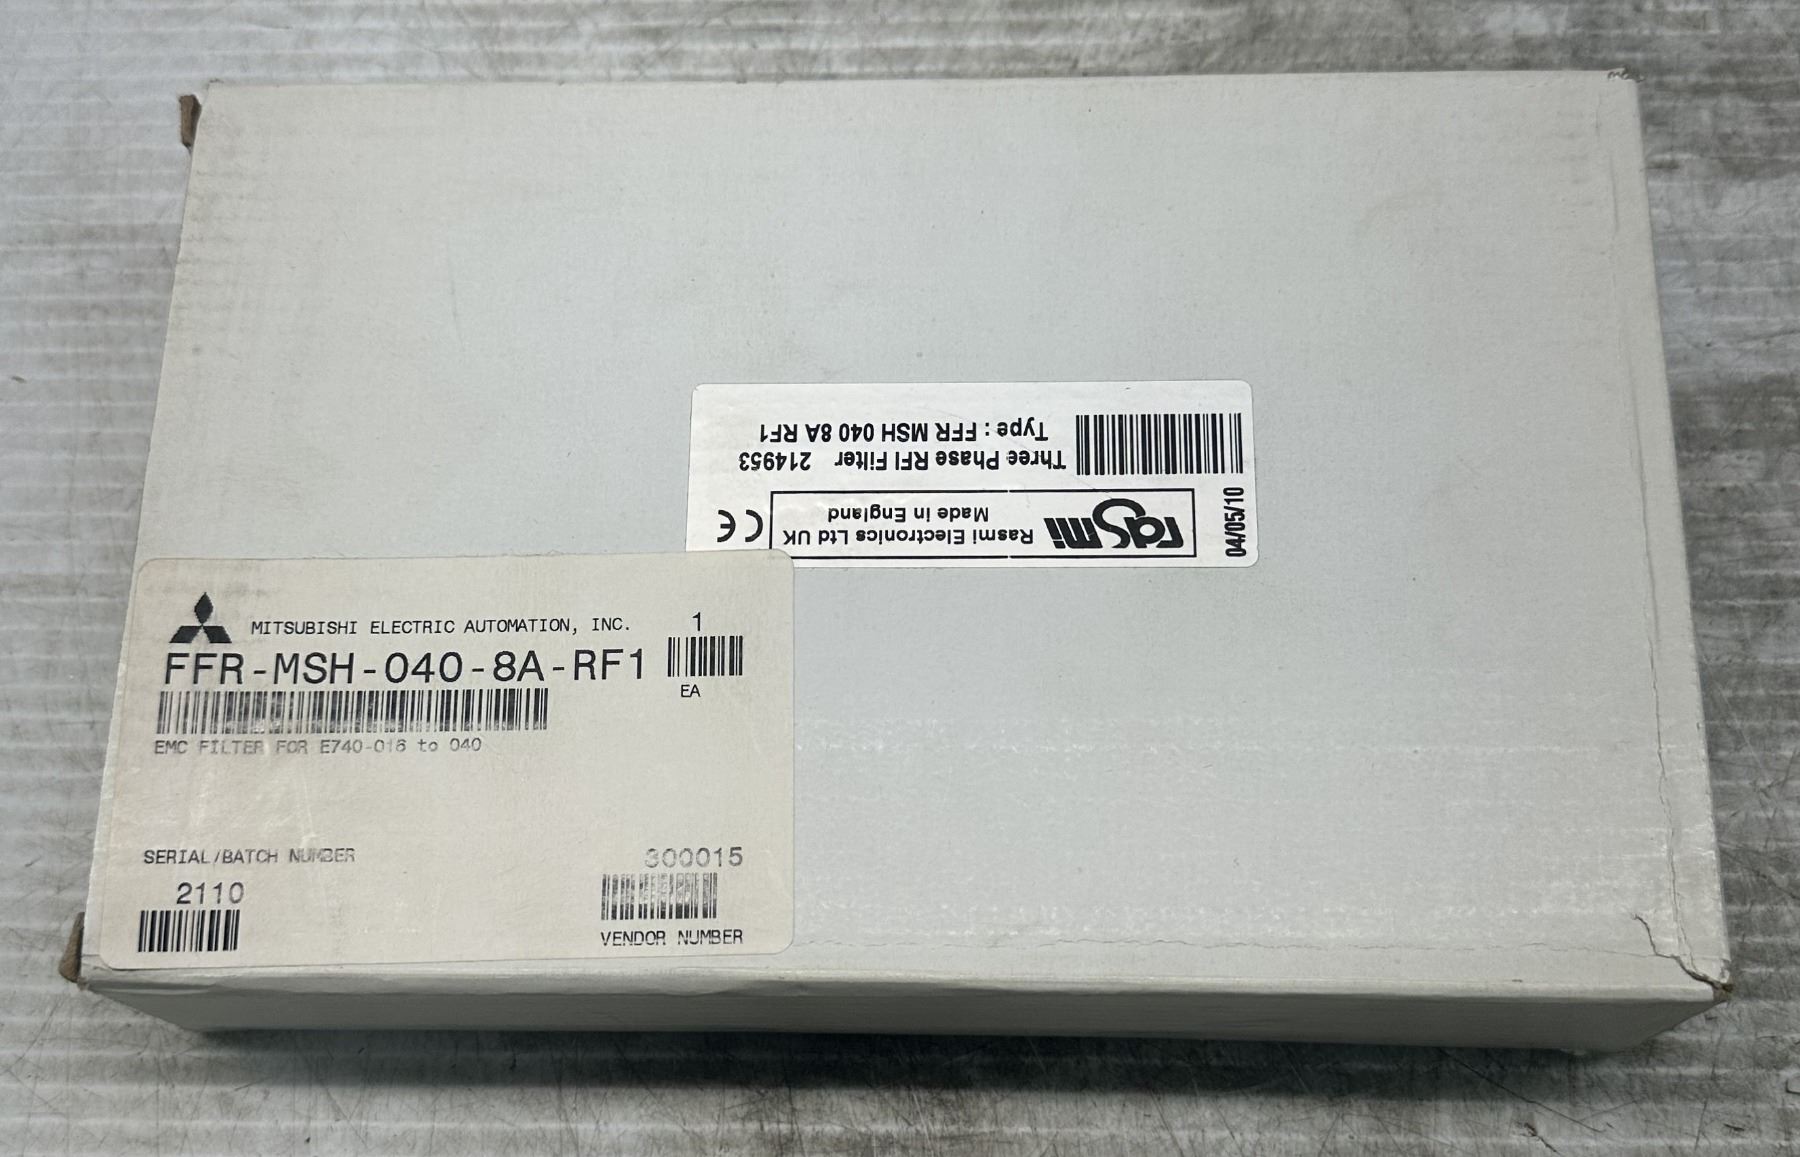 Type : FFR MSH 040 8A RF1
Three Phase RFI Filter 214953
rasmi
Rasmi Electronics Ltd UK
Made in England
CE
04/05/10
MITSUBISHI ELECTRIC AUTOMATION, INC.
1
FFR-MSH-040-8A-RF1
EA
EMC FILTER FOR E740-016 to 040
SERIAL/BATCH NUMBER
2110
300015
VENDOR NUMBER